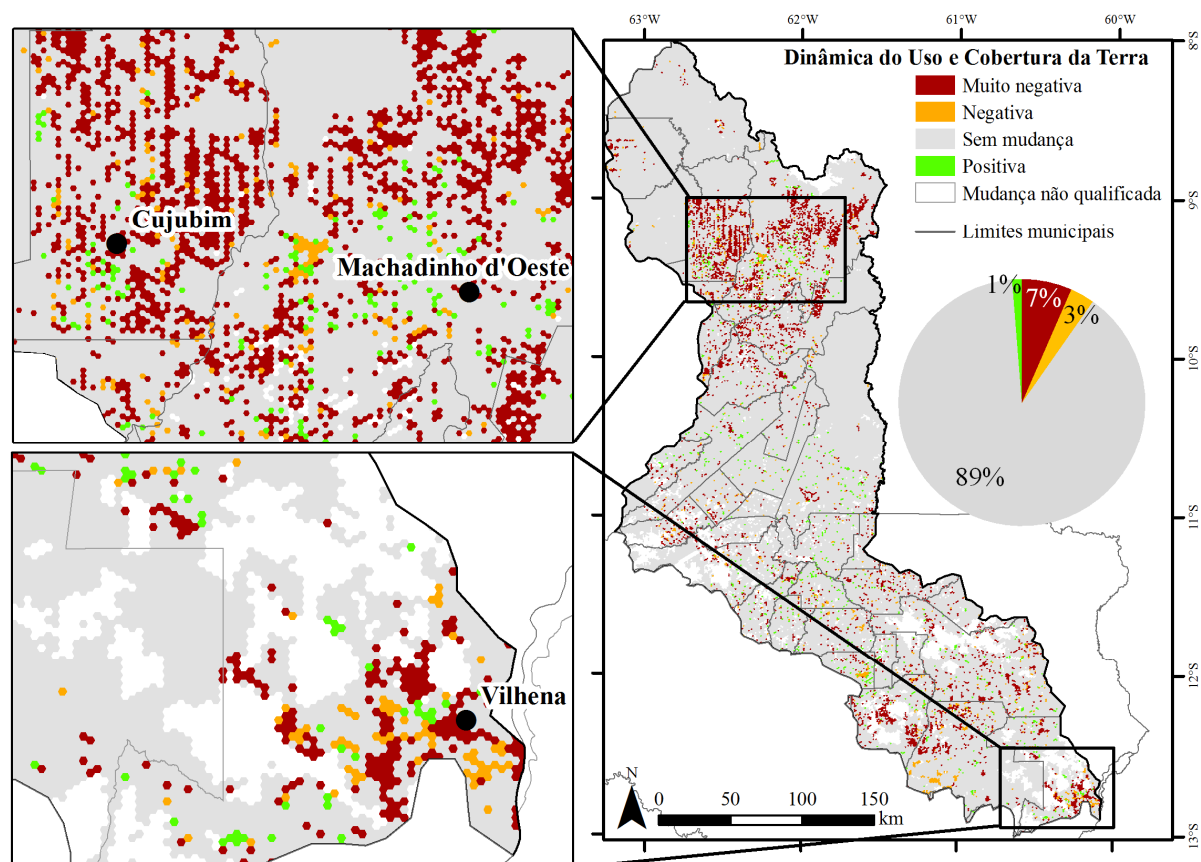 63°W
62°W
61°W
60°W
8°S
Dinâmica do Uso e Cobertura da Terra
Muito negativa
Negativa
Sem mudança
Positiva
Mudança não qualificada
Limites municipais
9°S
Cujubim
Machadinho d'Oeste
1%
7%
3%
89%
10°S
11°S
12°S
13°S
Vilhena
N
0
50
100
150
km